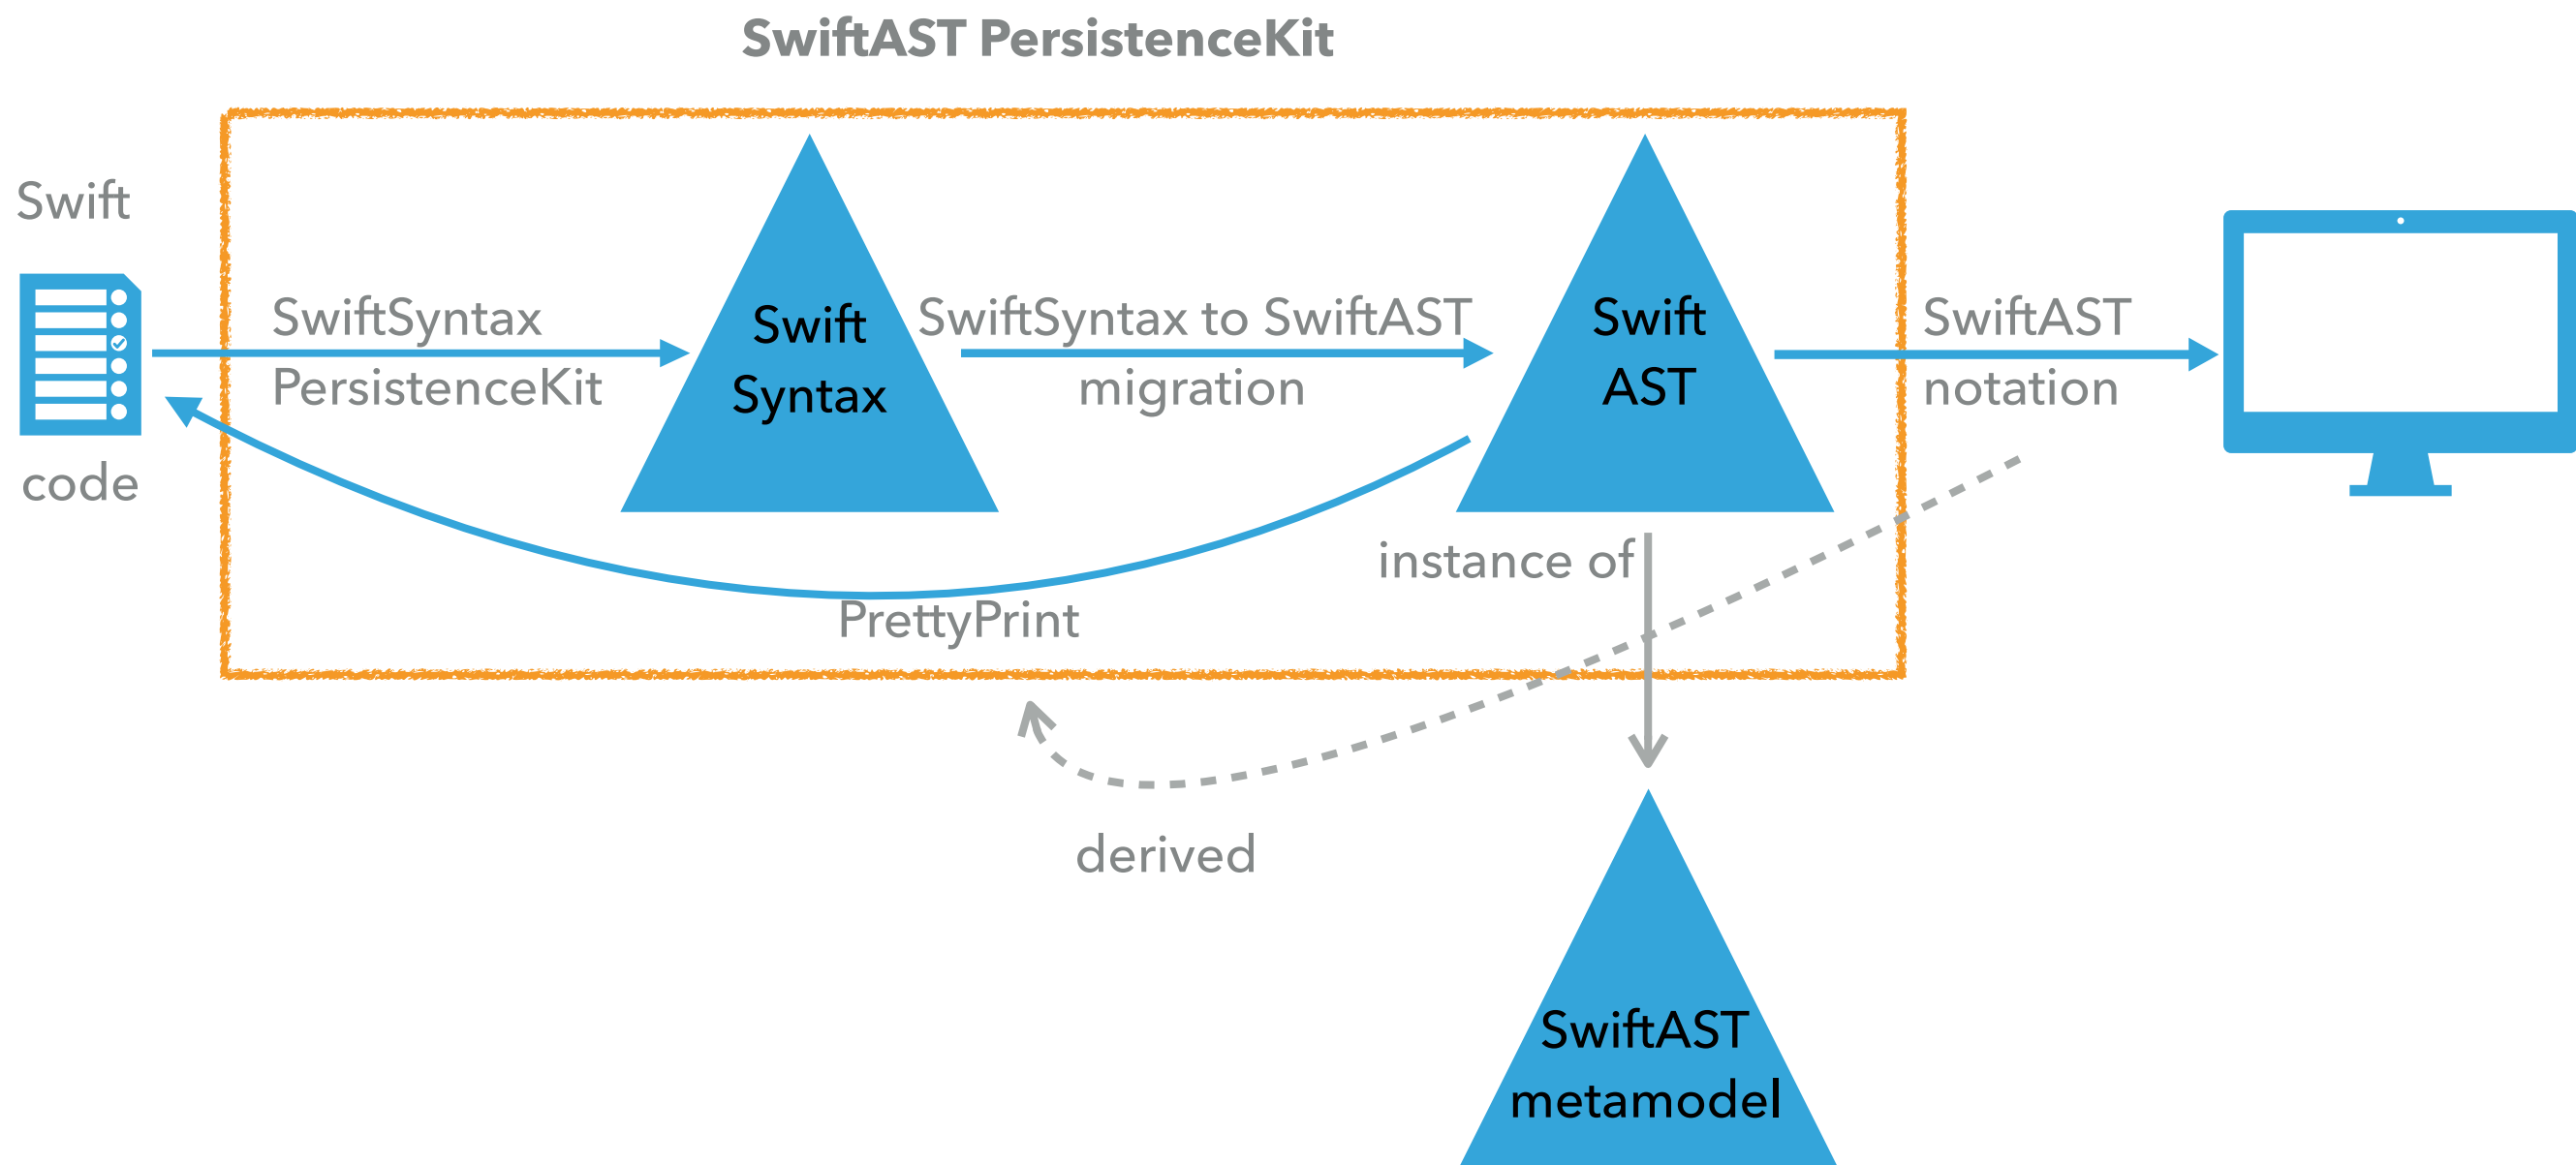 SwiftAST PersistenceKit
Swift
code
SwiftSyntax
PersistenceKit
Swift
Syntax
SwiftSyntax to SwiftAST
migration
Swift
AST
SwiftAST
notation
PrettyPrint
instance of
derived
SwiftAST
metamodel